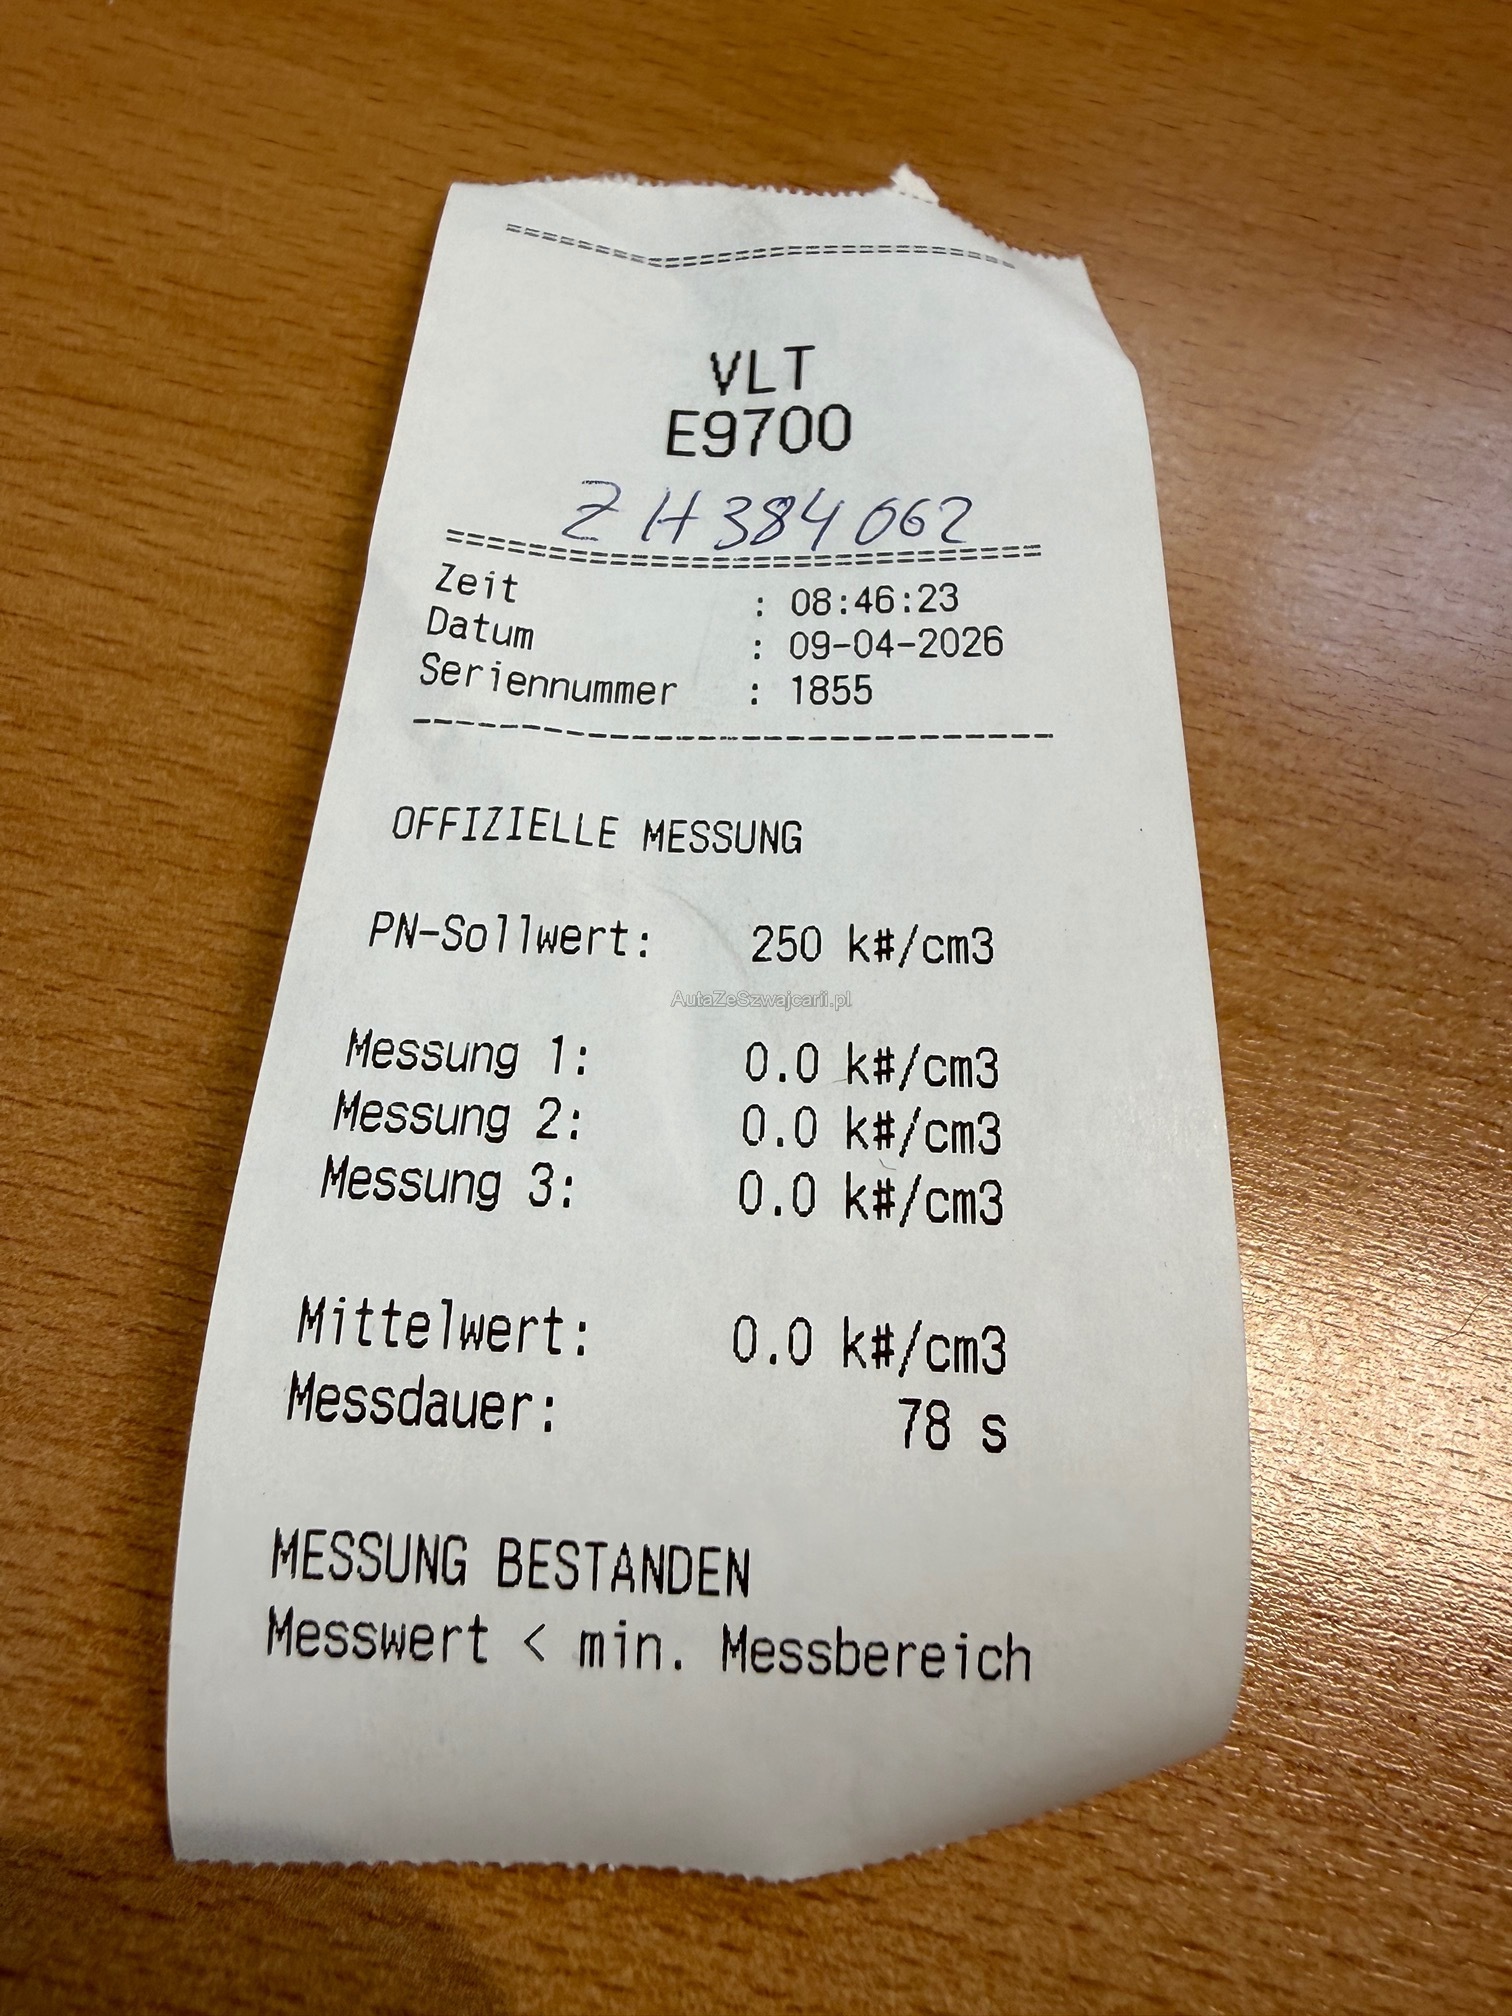 ==============================
VLT
E9700
ZH384062
==============================
Zeit : 08:46:23
Datum : 09-04-2026
Seriennummer : 1855
------------------------------
OFFIZIELLE MESSUNG
PN-Sollwert: 250 k#/cm3
AutaZeSzwajcarii.pl
Messung 1: 0.0 k#/cm3
Messung 2: 0.0 k#/cm3
Messung 3: 0.0 k#/cm3
Mittelwert: 0.0 k#/cm3
Messdauer: 78 s
MESSUNG BESTANDEN
Messwert < min. Messbereich